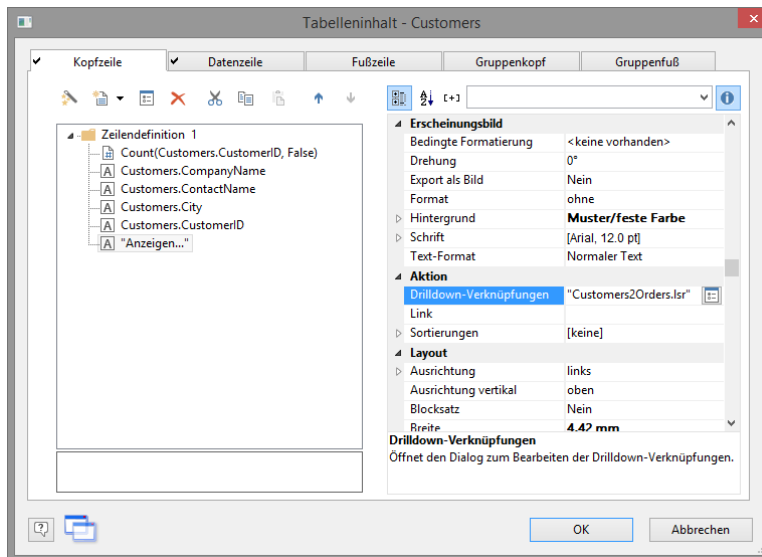 Tabelleninhalt - Customers
Kopfzeile
Datenzeile
Fußzeile
Gruppenkopf
Gruppenfuß
Zeilendefinition 1
Count(Customers.CustomerID, False)
Customers.CompanyName
Customers.ContactName
Customers.City
Customers.CustomerID
"Anzeigen..."
Erscheinungsbild
Bedingte Formatierung <keine vorhanden>
Drehung 0°
Export als Bild Nein
Format ohne
Hintergrund Muster/feste Farbe
Schrift [Arial, 12.0 pt]
Text-Format Normaler Text
Aktion
Drilldown-Verknüpfungen "Customers2Orders.lsr"
Link
Sortierungen [keine]
Layout
Ausrichtung links
Ausrichtung vertikal oben
Blocksatz Nein
Breite 4.42 mm
Drilldown-Verknüpfungen
Öffnet den Dialog zum Bearbeiten der Drilldown-Verknüpfungen.
OK
Abbrechen